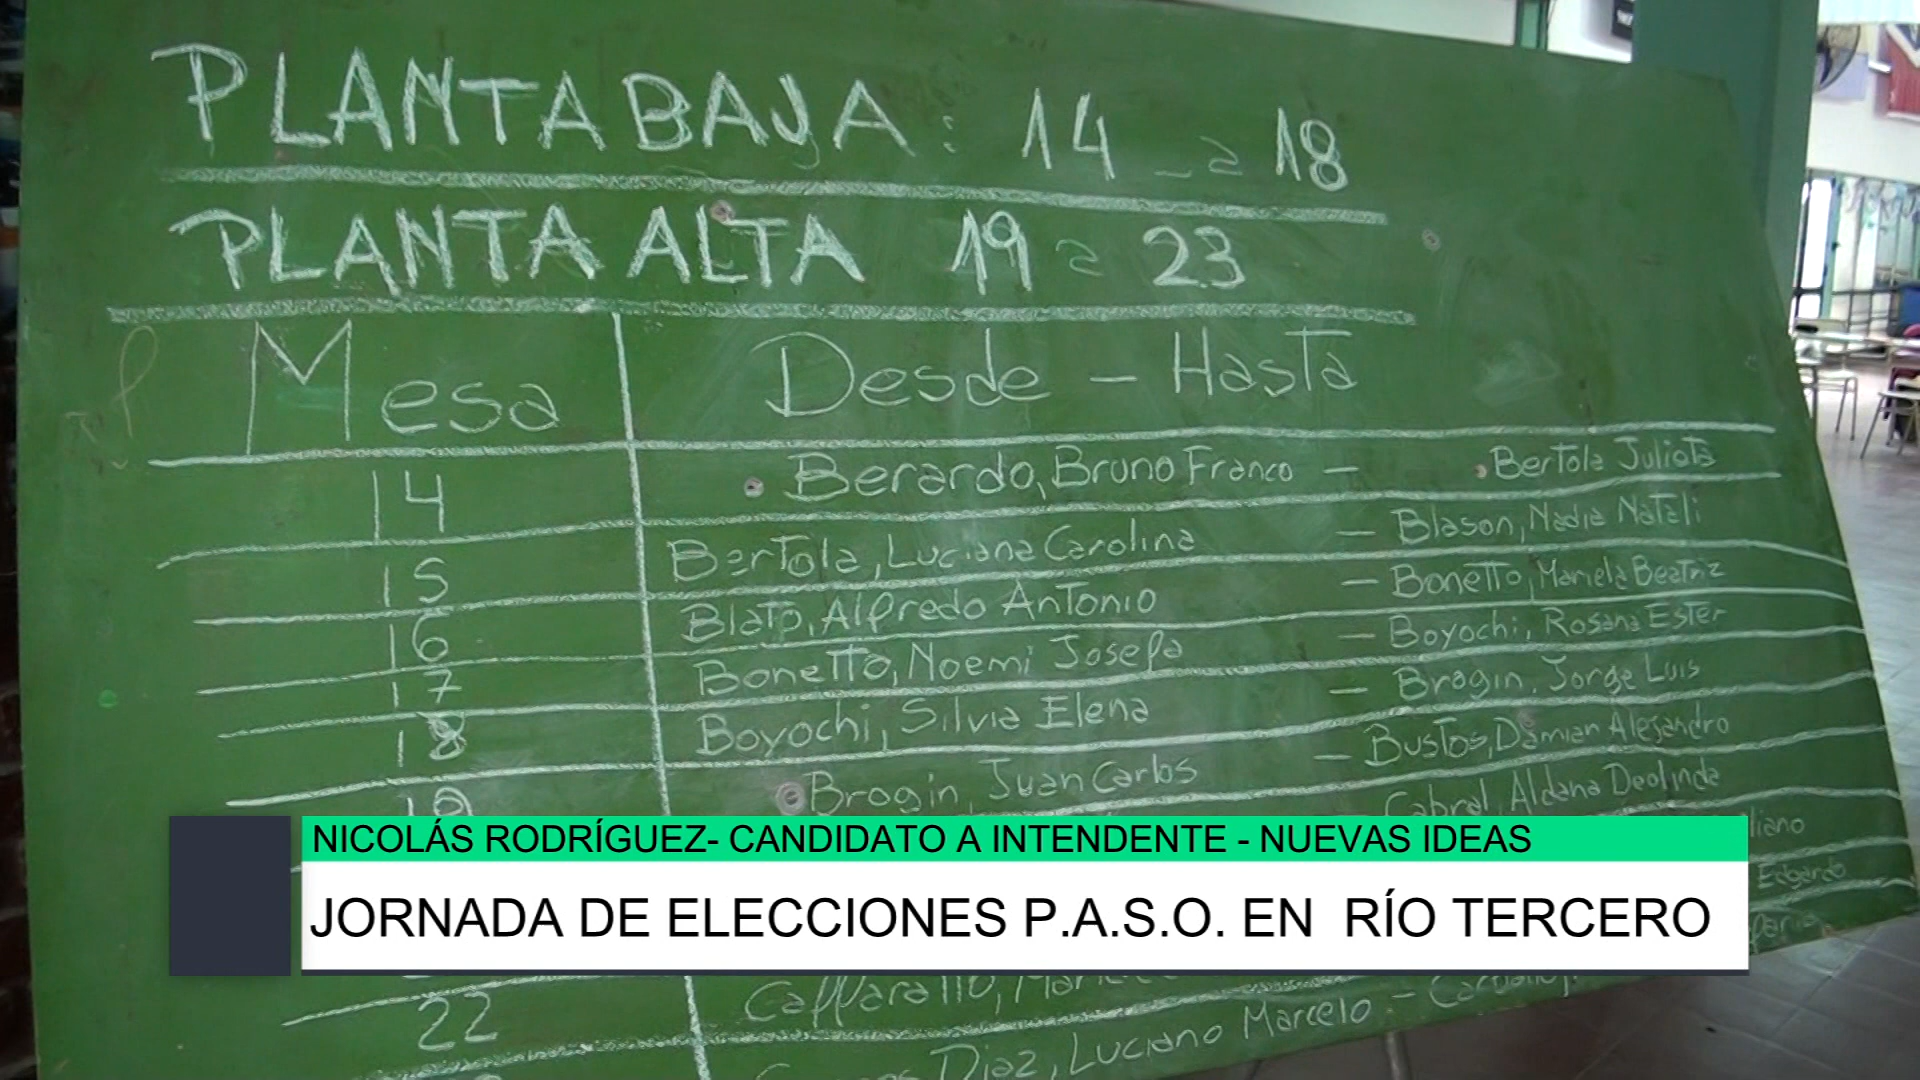 PLANTA BAJA: 14 _ a 18
PLANTA ALTA 19 a 23
Mesa Desde - Hasta
14 Berardo, Bruno Franco - Bertola Julieta
15 Bertola, Luciana Carolina - Blason, Nadia Natali
16 Blato, Alfredo Antonio - Bonetto, Mariela Beatriz
17 Bonetto, Noemi Josefa - Boyochi, Rosana Ester
18 Boyochi, Silvia Elena - Brogin, Jorge Luis
19 Brogin, Juan Carlos - Bustos, Damian Alejandro
Cabral, Aldana Deolinda
NICOLÁS RODRÍGUEZ- CANDIDATO A INTENDENTE - NUEVAS IDEAS
Edgardo
JORNADA DE ELECCIONES P.A.S.O. EN RÍO TERCERO
22
Diaz, Luciano Marcelo -